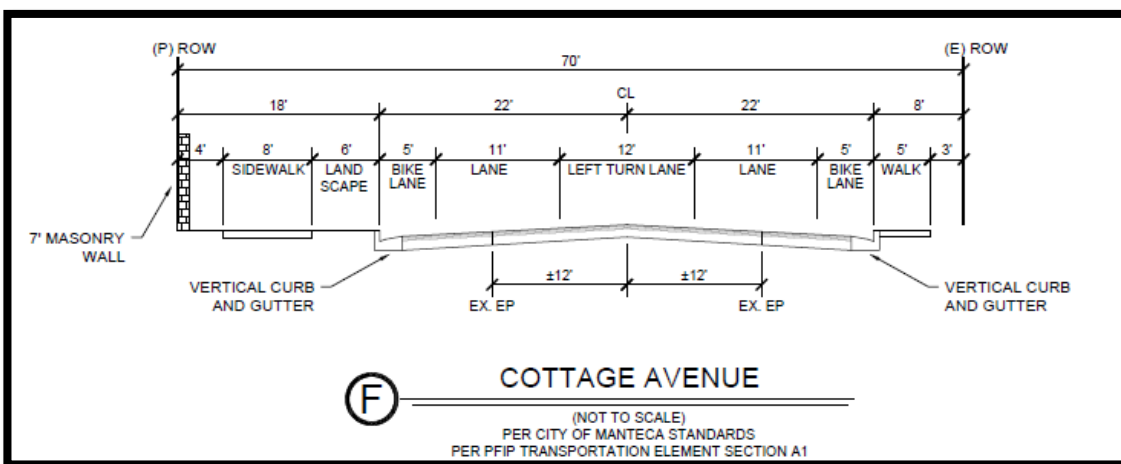 (P) ROW (E) ROW
70'
CL
18' 22' 22' 8'
4' 8' 6' 5' 11' 12' 11' 5' 5' 3'
SIDEWALK LAND SCAPE BIKE LANE LANE LEFT TURN LANE LANE BIKE LANE WALK
7' MASONRY
WALL
VERTICAL CURB
AND GUTTER
±12' ±12'
EX. EP EX. EP
VERTICAL CURB
AND GUTTER
F
COTTAGE AVENUE
(NOT TO SCALE)
PER CITY OF MANTECA STANDARDS
PER PFIP TRANSPORTATION ELEMENT SECTION A1